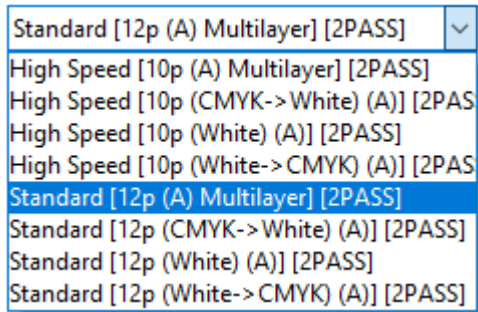 Standard [12p (A) Multilayer] [2PASS]
High Speed [10p (A) Multilayer] [2PASS]
High Speed [10p (CMYK->White) (A)] [2PAS
High Speed [10p (White) (A)] [2PASS]
High Speed [10p (White->CMYK) (A)] [2PAS
Standard [12p (A) Multilayer] [2PASS]
Standard [12p (CMYK->White) (A)] [2PASS]
Standard [12p (White) (A)] [2PASS]
Standard [12p (White->CMYK) (A)] [2PASS]